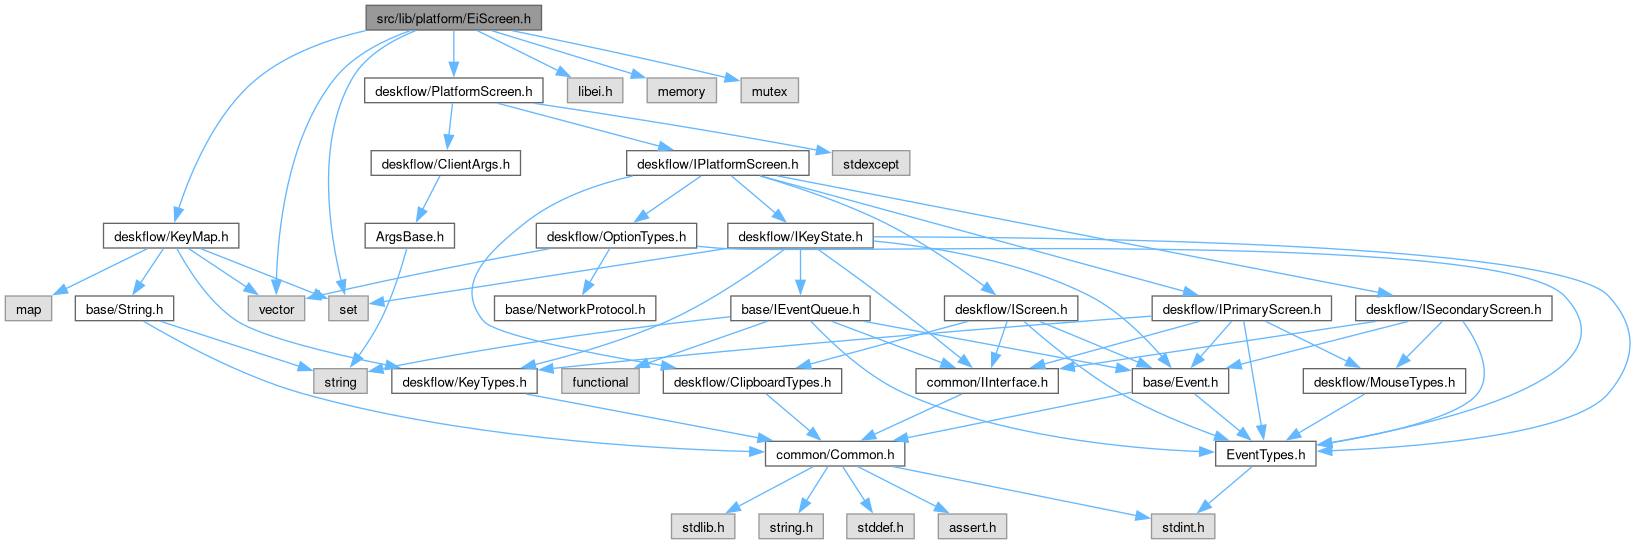 src/lib/platform/EiScreen.h
deskflow/PlatformScreen.h
libei.h
memory
mutex
deskflow/ClientArgs.h
deskflow/IPlatformScreen.h
stdexcept
deskflow/KeyMap.h
ArgsBase.h
deskflow/OptionTypes.h
deskflow/IKeyState.h
map
base/String.h
vector
set
base/NetworkProtocol.h
base/IEventQueue.h
deskflow/IScreen.h
deskflow/IPrimaryScreen.h
deskflow/ISecondaryScreen.h
string
deskflow/KeyTypes.h
functional
deskflow/ClipboardTypes.h
common/IInterface.h
base/Event.h
deskflow/MouseTypes.h
common/Common.h
EventTypes.h
stdlib.h
string.h
stddef.h
assert.h
stdint.h